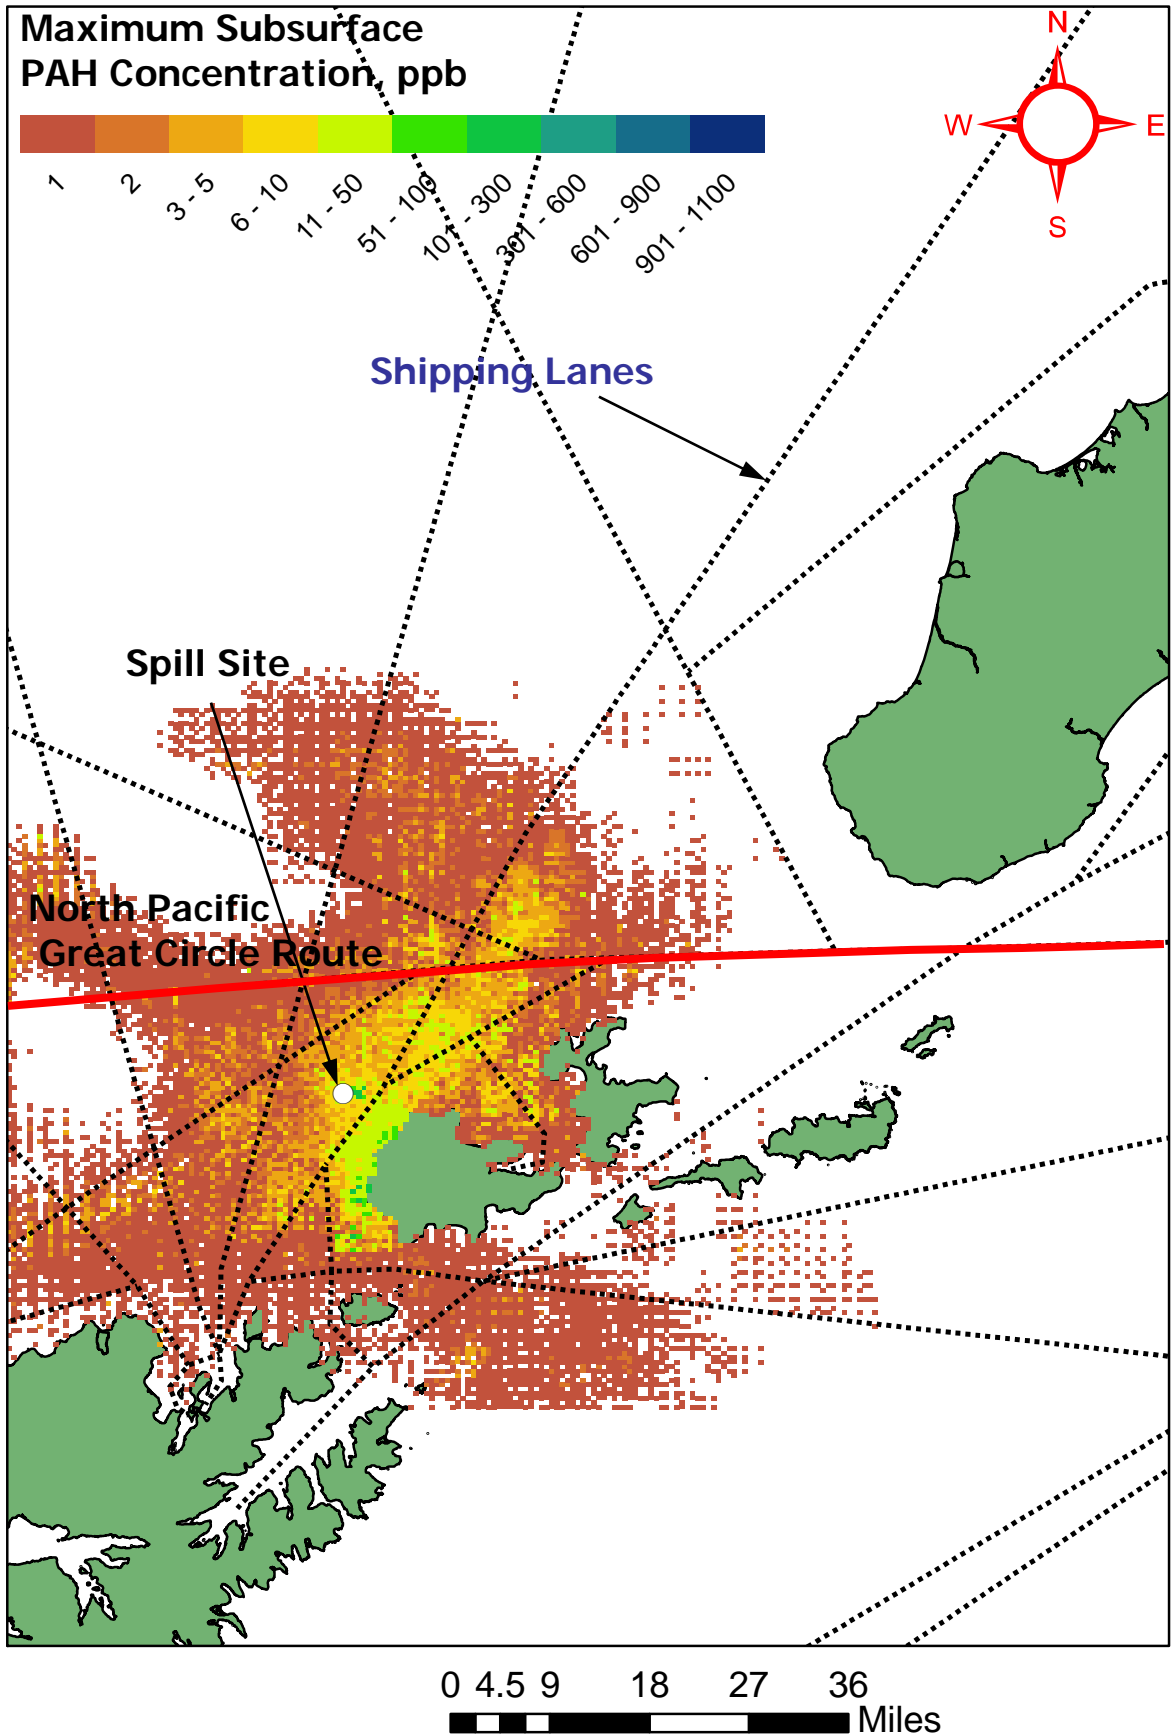 Maximum Subsurface
PAH Concentration, ppb
N
W
E
S
1
2
3 - 5
6 - 10
11 - 50
51 - 100
101 - 300
301 - 600
601 - 900
901 - 1100
Shipping Lanes
Spill Site
North Pacific
Great Circle Route
0 4.5 9 18 27 36
Miles